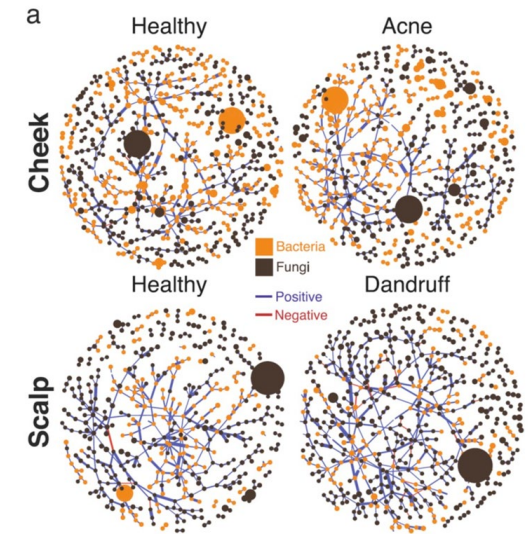 a
Healthy
Acne
Cheek
Bacteria
Fungi
Positive
Negative
Healthy
Dandruff
Scalp